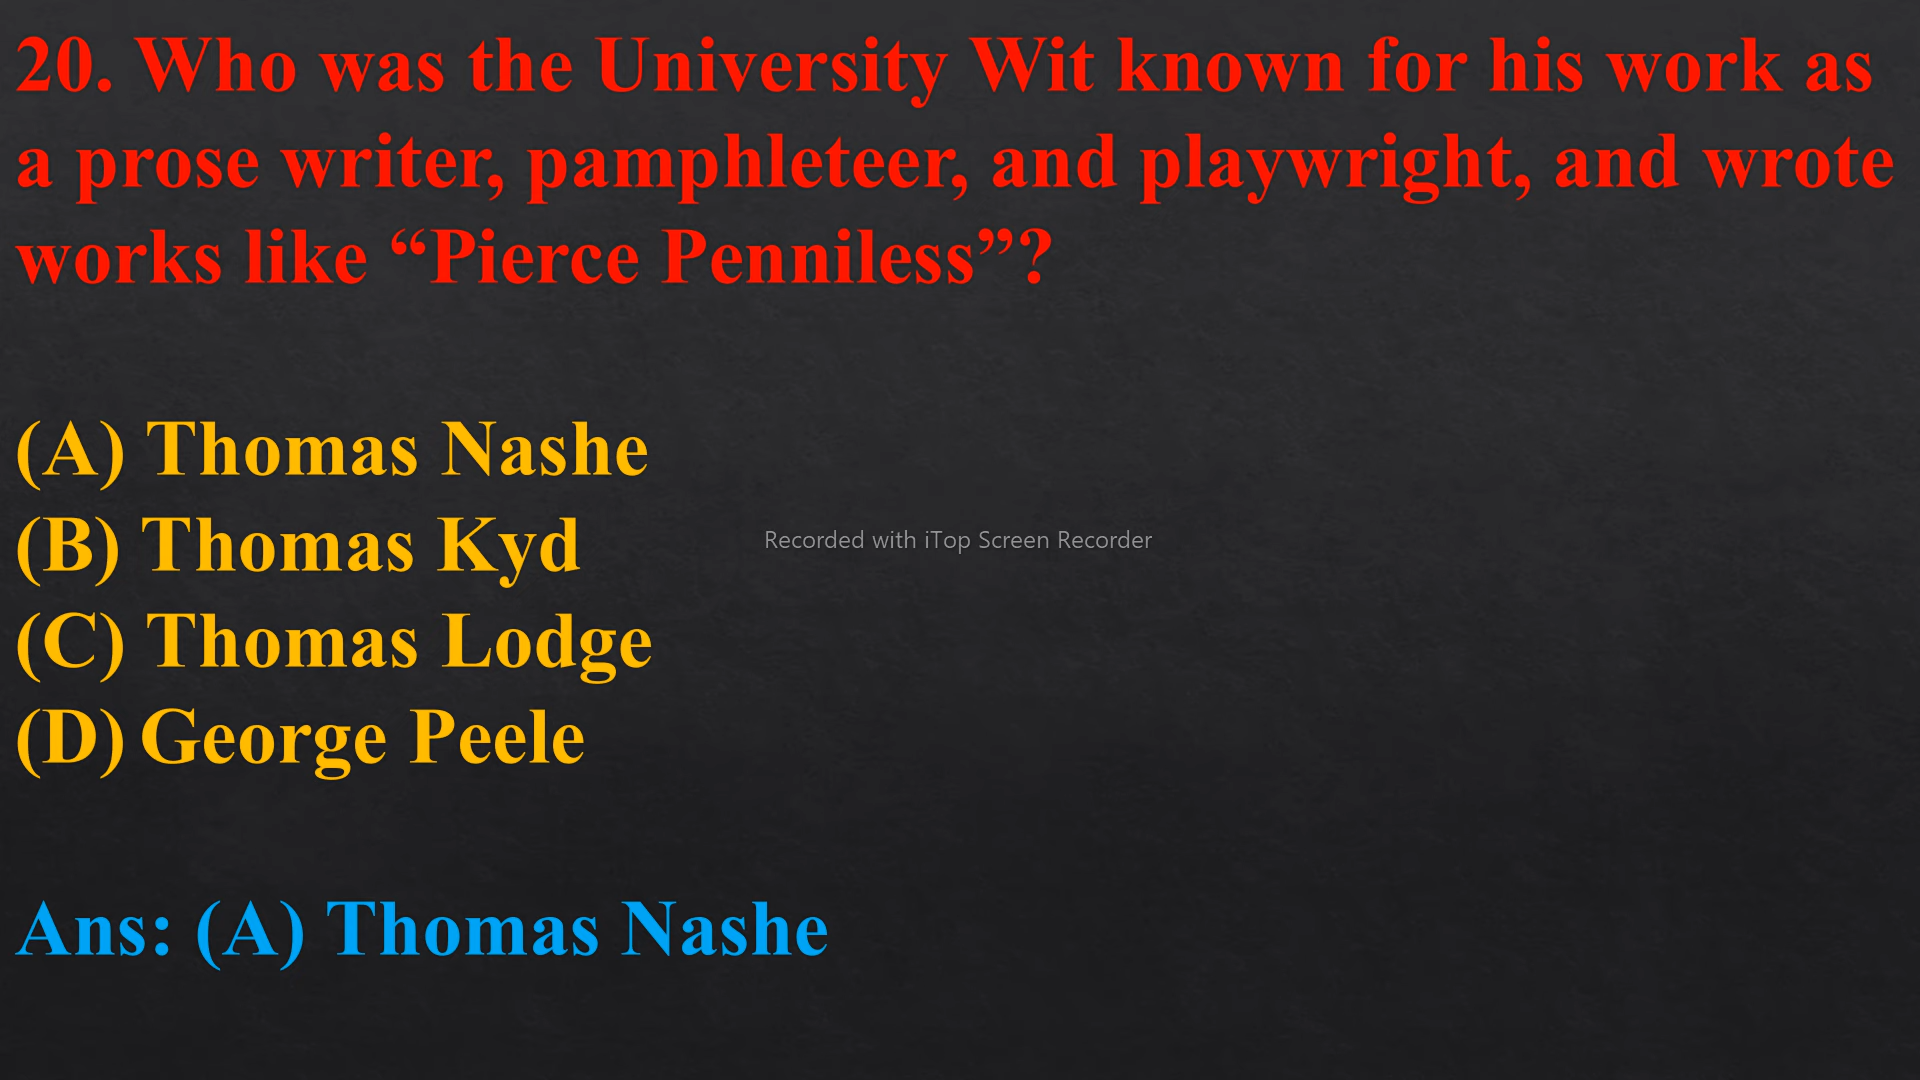 20. Who was the University Wit known for his work as
a prose writer, pamphleteer, and playwright, and wrote
works like “Pierce Penniless”?
(A) Thomas Nashe
(B) Thomas Kyd
Recorded with iTop Screen Recorder
(C) Thomas Lodge
(D) George Peele
Ans: (A) Thomas Nashe